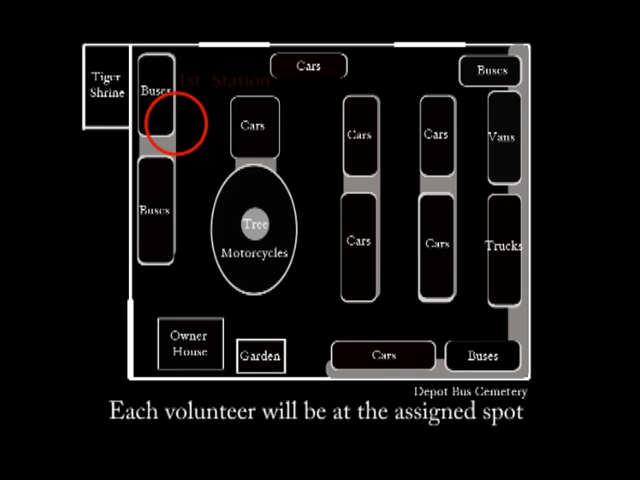 Cars
Tiger
Shrine
Buses
1st Station
Buses
Cars
Cars
Cars
Vans
Buses
Tree
Motorcycles
Cars
Cars
Trucks
Owner
House
Garden
Cars
Buses
Depot Bus Cemetery
Each volunteer will be at the assigned spot